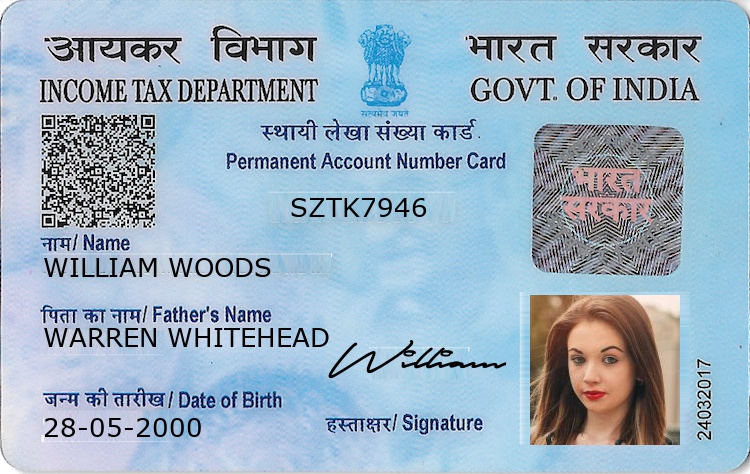 आयकर विभाग
INCOME TAX DEPARTMENT
भारत सरकार
GOVT. OF INDIA
सत्यमेव जयते
स्थायी लेखा संख्या कार्ड
Permanent Account Number Card
SZTK7946
भारत
सरकार
नाम/ Name
WILLIAM WOODS
पिता का नाम/ Father's Name
WARREN WHITEHEAD
William
जन्म की तारीख/ Date of Birth
28-05-2000
हस्ताक्षर/ Signature
24032017